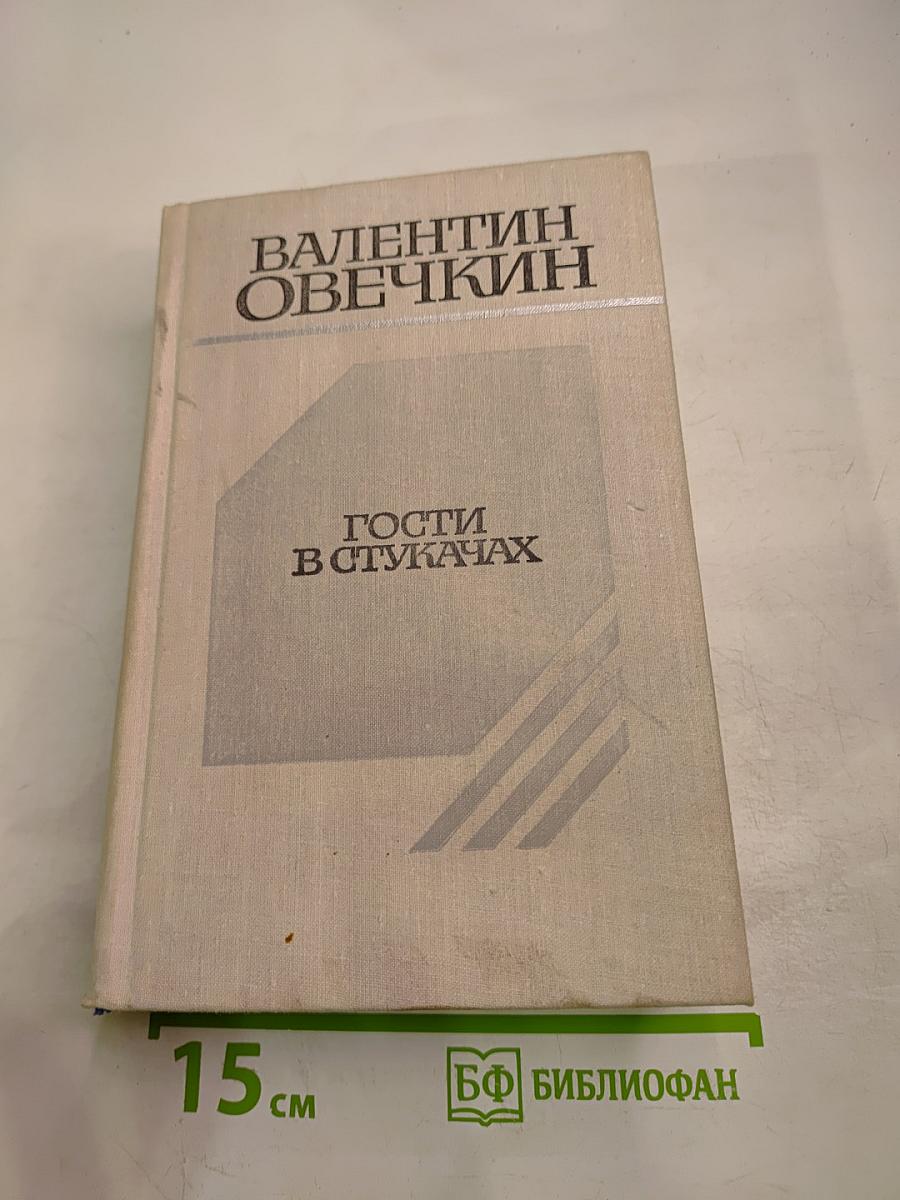 ВАЛЕНТИН
ОВЕЧКИН
ГОСТИ
В СТУКАЧАХ
15 см
БФ БИБЛИОФАН